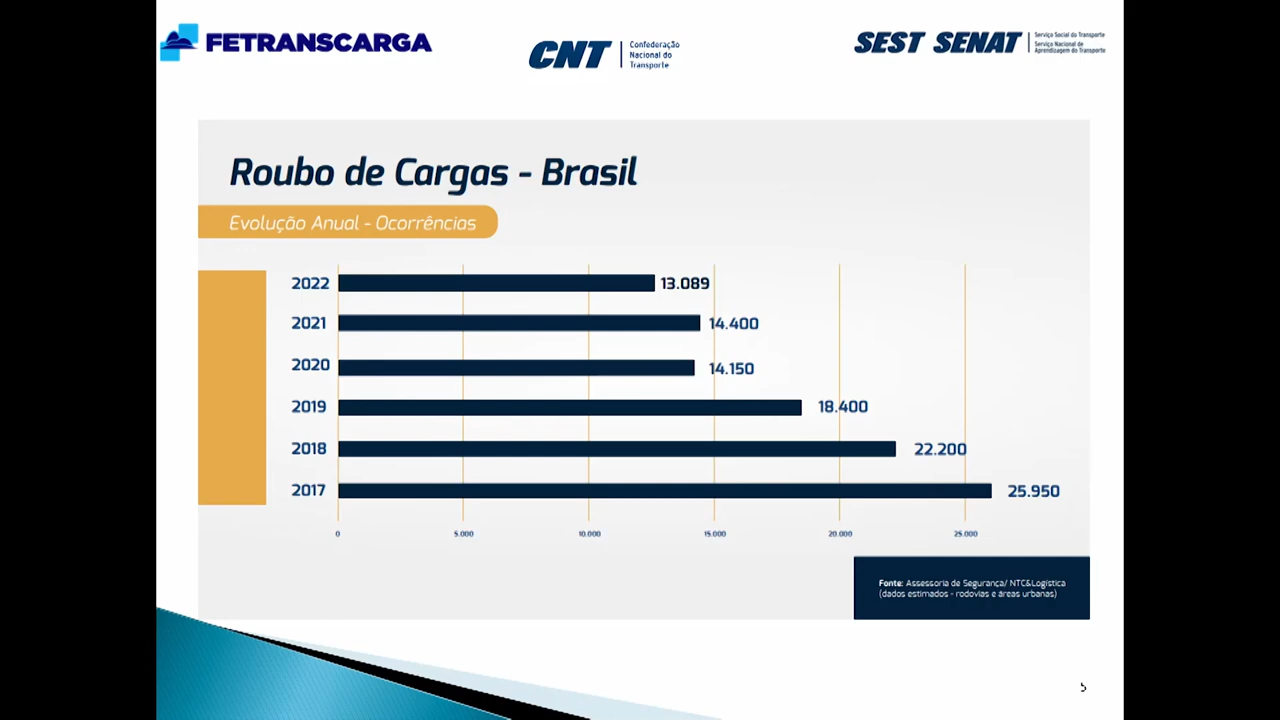 FETRANSCARGA
CNT
Confederação
Nacional do
Transporte
SEST SENAT
Serviço Social do Transporte
Serviço Nacional de
Aprendizagem do Transporte
Roubo de Cargas - Brasil
Evolução Anual - Ocorrências
2022 13.089
2021 14.400
2020 14.150
2019 18.400
2018 22.200
2017 25.950
0 5.000 10.000 15.000 20.000 25.000
Fonte: Assessoria de Segurança/ NTC&Logística
(dados estimados - rodovias e áreas urbanas)
5